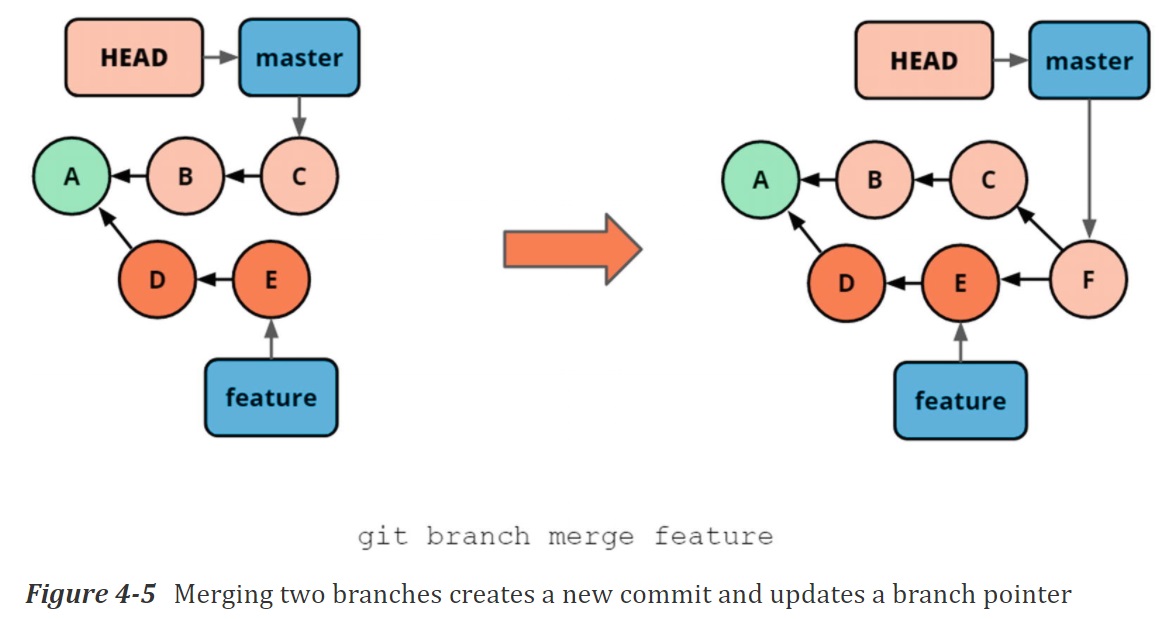 HEAD master HEAD master
A B C A B C
D E D E F
feature feature
git branch merge feature
Figure 4-5 Merging two branches creates a new commit and updates a branch pointer